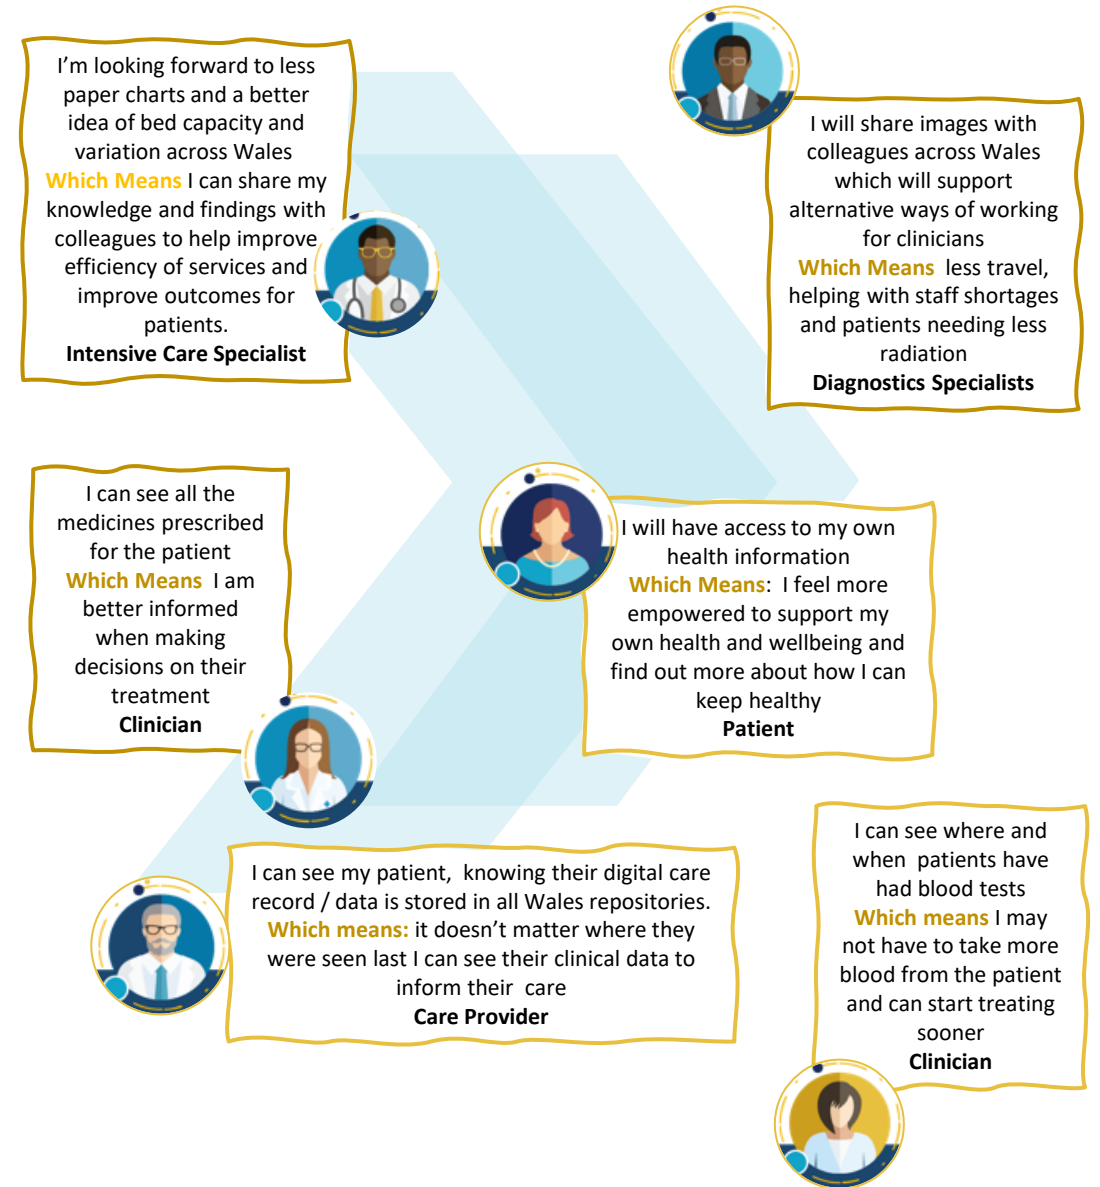 I'm looking forward to less
paper charts and a better
idea of bed capacity and
variation across Wales
Which Means I can share my
knowledge and findings with
colleagues to help improve
efficiency of services and
improve outcomes for
patients.
Intensive Care Specialist
I will share images with
colleagues across Wales
which will support
alternative ways of working
for clinicians
Which Means less travel,
helping with staff shortages
and patients needing less
radiation
Diagnostics Specialists
I can see all the
medicines prescribed
for the patient
Which Means I am
better informed
when making
decisions on their
treatment
Clinician
I will have access to my own
health information
Which Means: I feel more
empowered to support my
own health and wellbeing and
find out more about how I can
keep healthy
Patient
I can see my patient, knowing their digital care
record / data is stored in all Wales repositories.
Which means: it doesn't matter where they
were seen last I can see their clinical data to
inform their care
Care Provider
I can see where and
when patients have
had blood tests
Which means I may
not have to take more
blood from the patient
and can start treating
sooner
Clinician